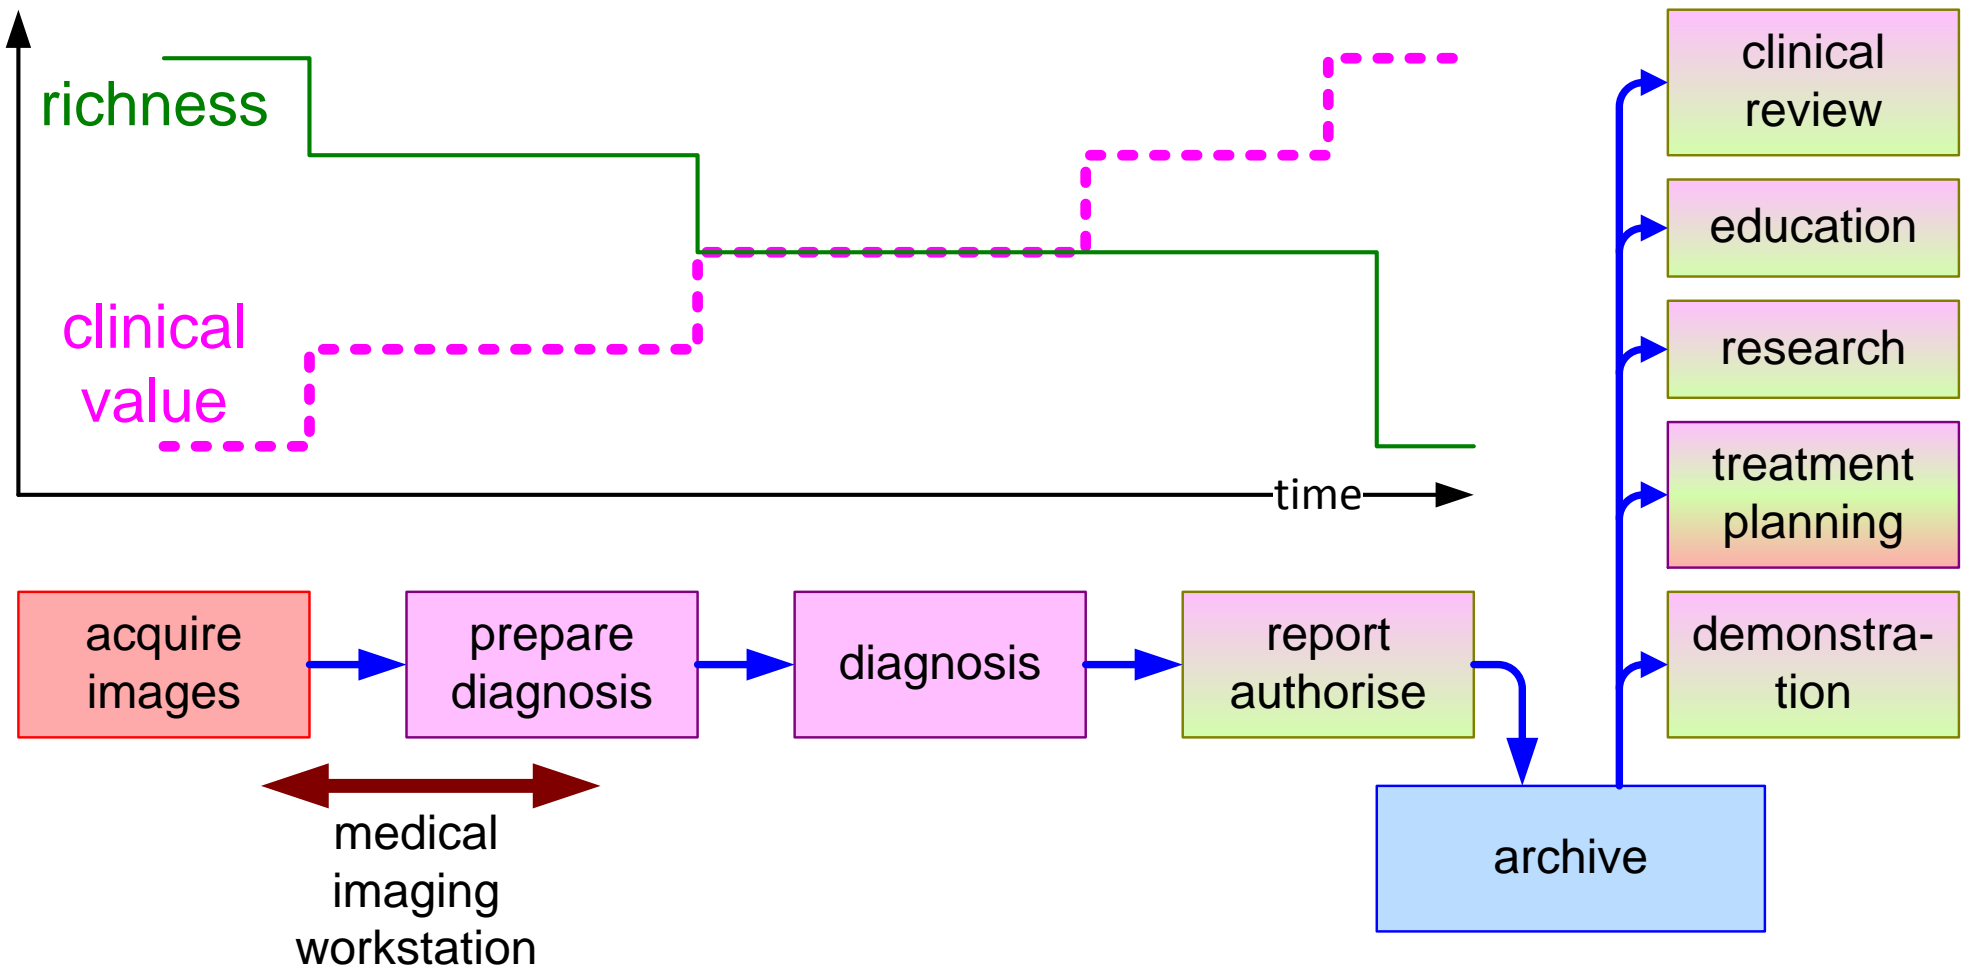 richness
clinical
value
time
acquire
images
prepare
diagnosis
diagnosis
report
authorise
medical
imaging
workstation
archive
clinical
review
education
research
treatment
planning
demonstra-
tion